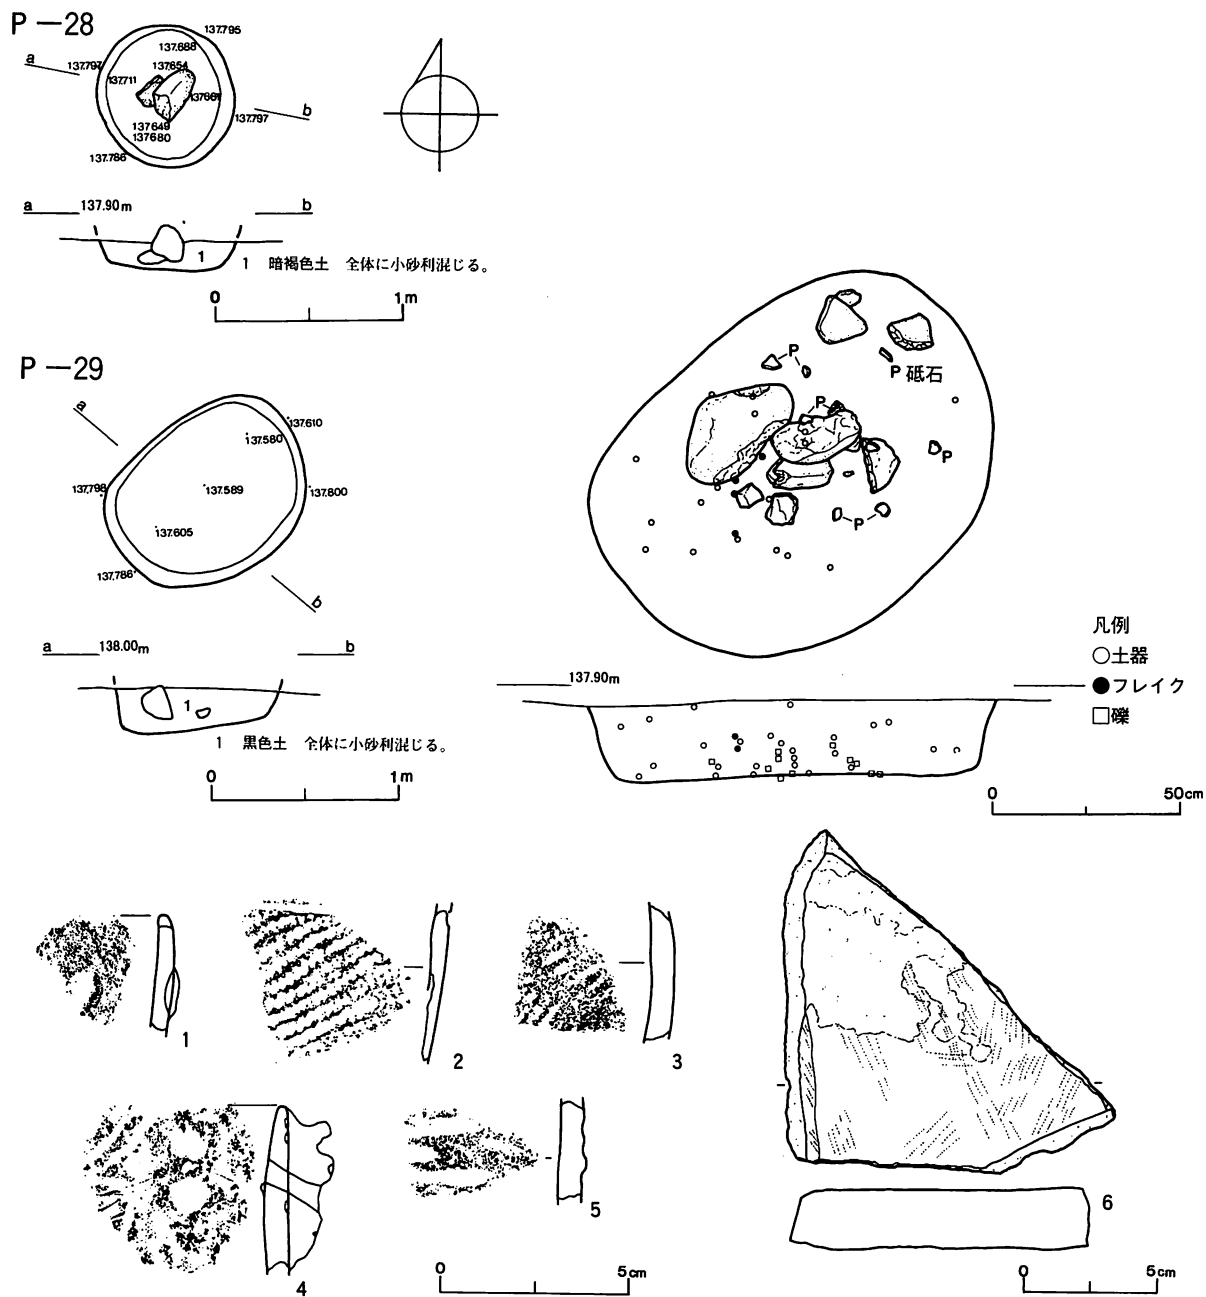 P-28
137.795
137.688
a
137.797
137.654
137.711
137.661
b
137.797
137.649
137.680
137.786
a 137.90m b
1
1 暗褐色土 全体に小砂利混じる。
0 1m
P-29
a
137.610
137.580
137.798
137.589
137.800
137.605
137.786
b
a 138.00m b
1
1 黒色土 全体に小砂利混じる。
0 1m
P
P 砥石
P
P
P
137.90m
凡例
○土器
●フレイク
□礫
0 50cm
1
2
3
4
5
6
0 5cm
0 5cm